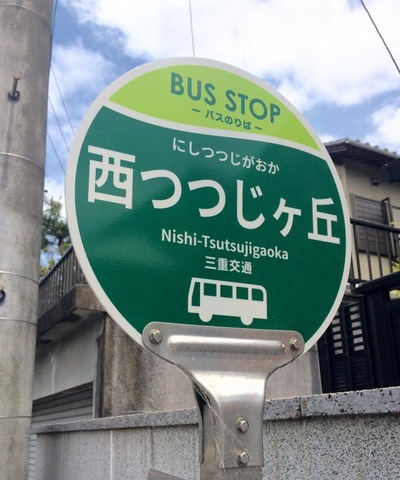 BUS STOP
ーバスのりばー
にしつつじがおか
西つつじヶ丘
Nishi-Tsutsujigaoka
三重交通